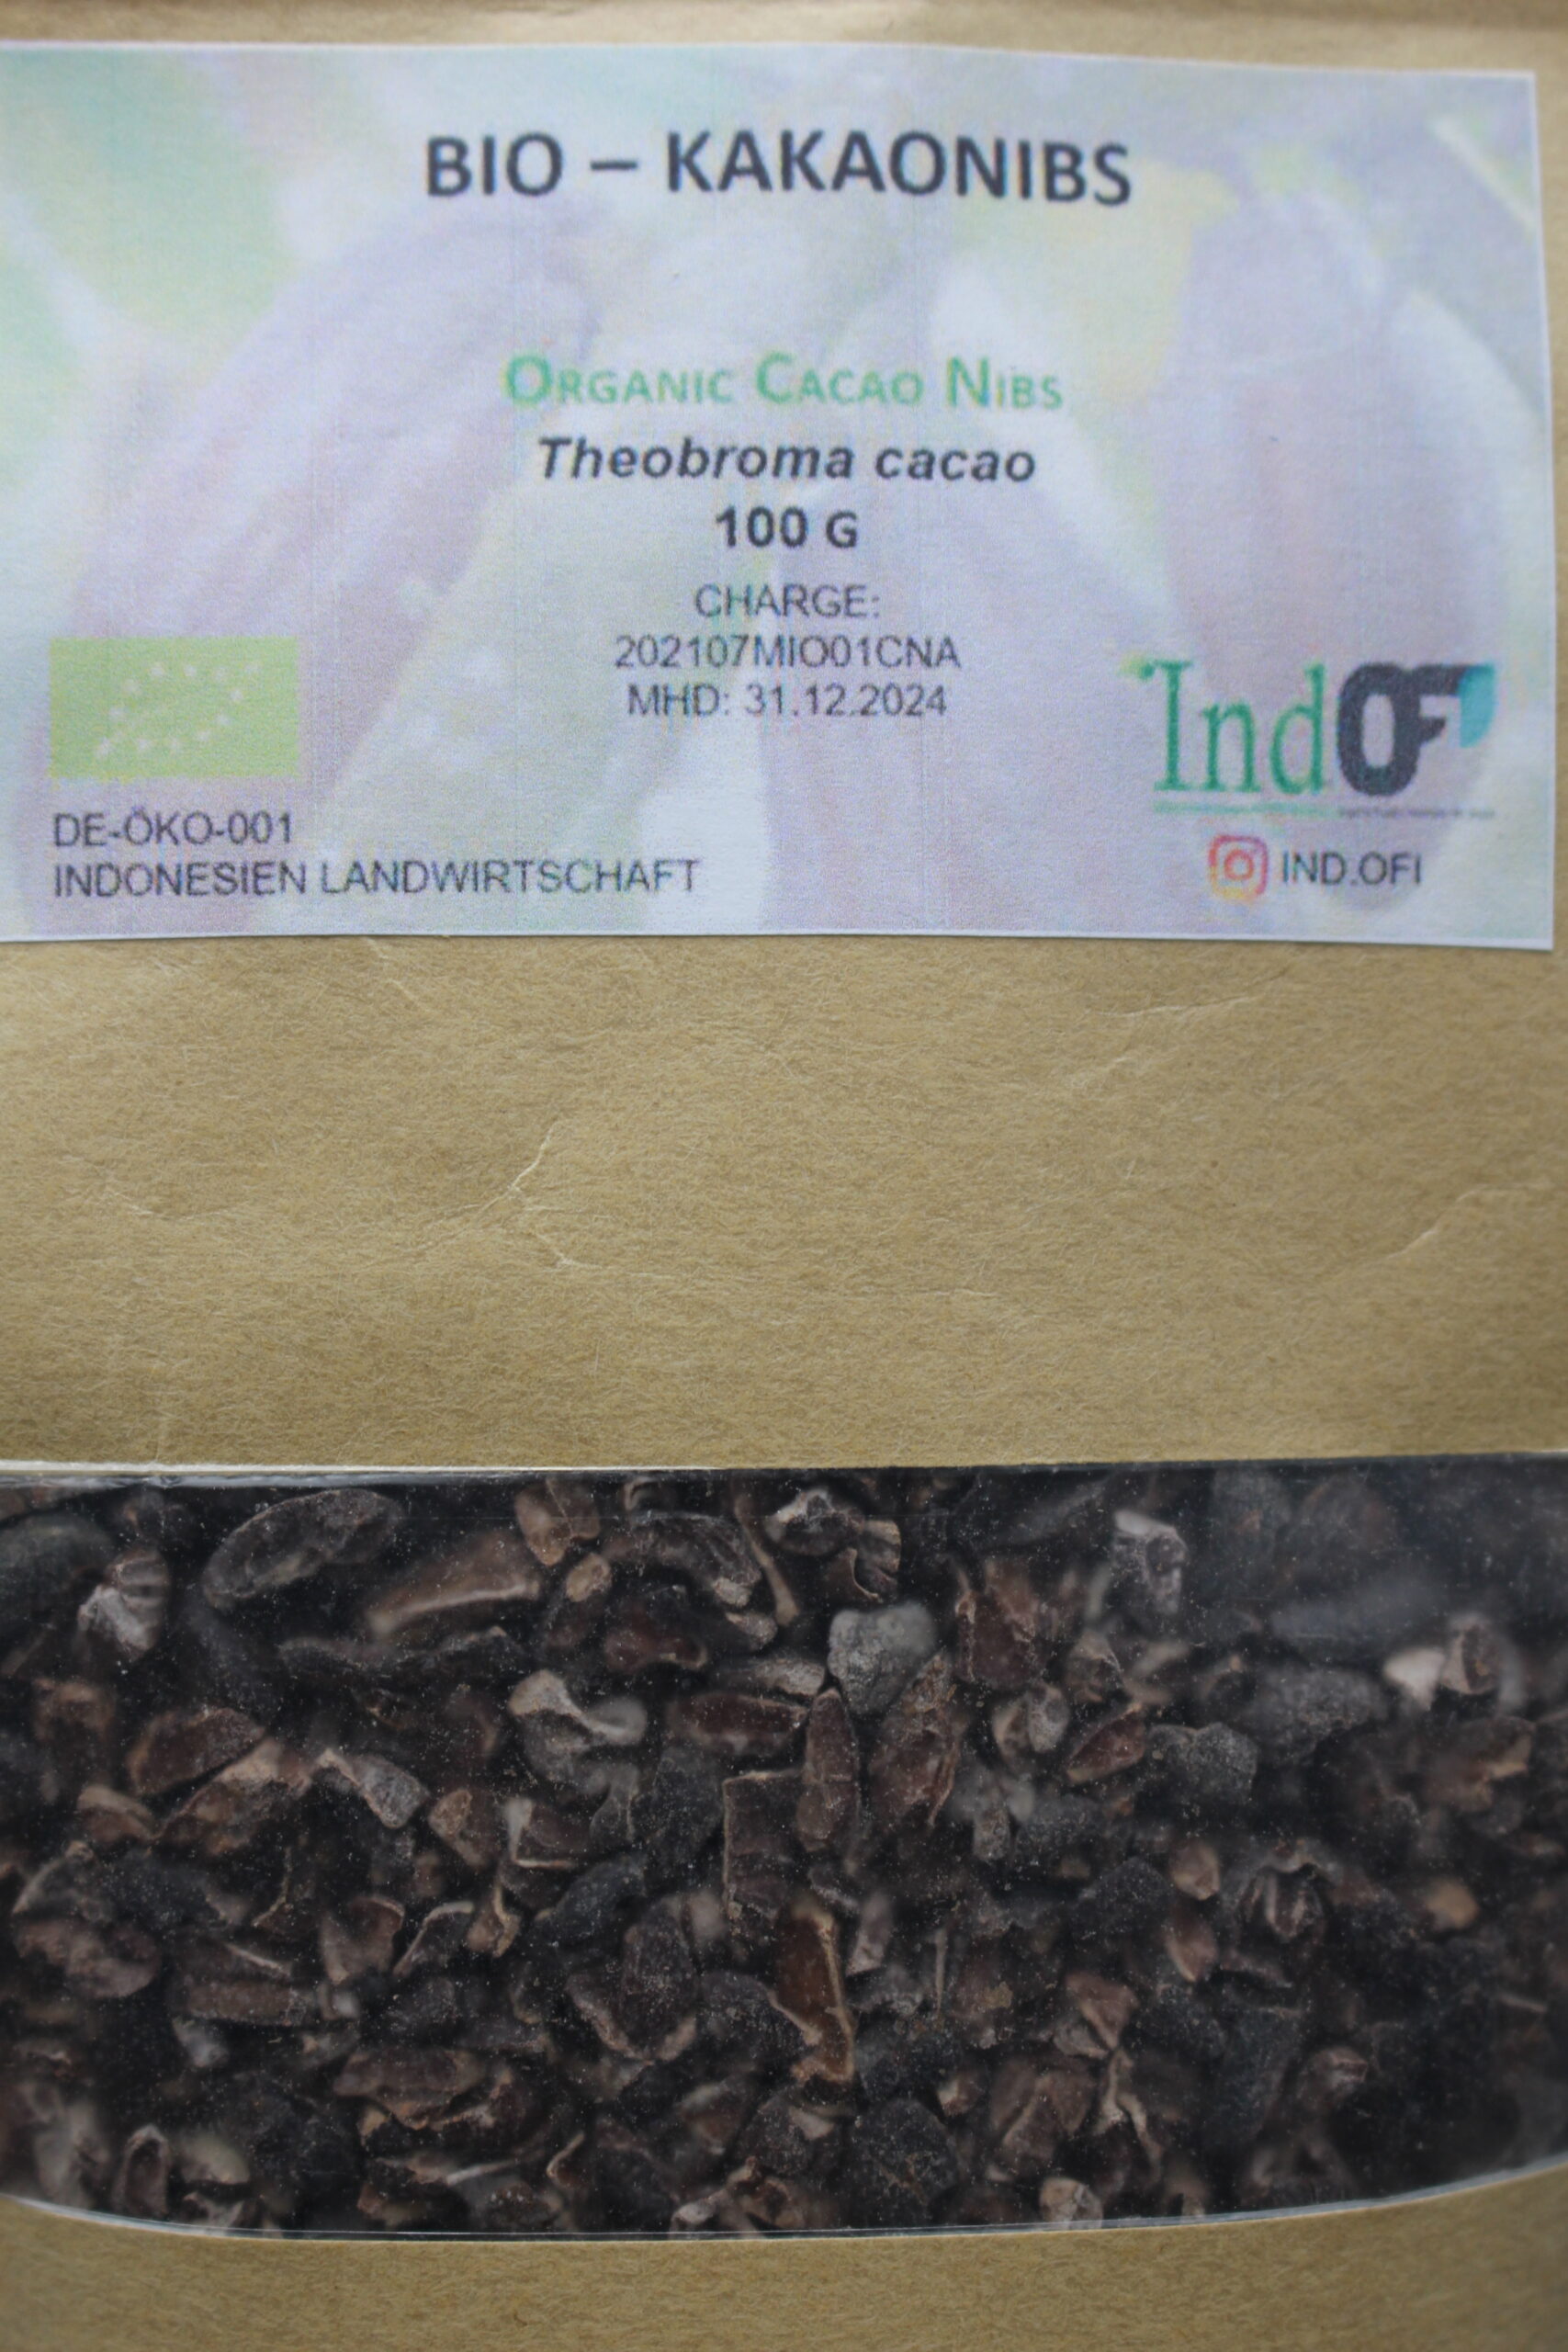 BIO – KAKAONIBS
ORGANIC CACAO NIBS
Theobroma cacao
100 G
CHARGE:
202107MIO01CNA
MHD: 31.12.2024
DE-ÖKO-001
INDONESIEN LANDWIRTSCHAFT
IndOFi
IND.OFI